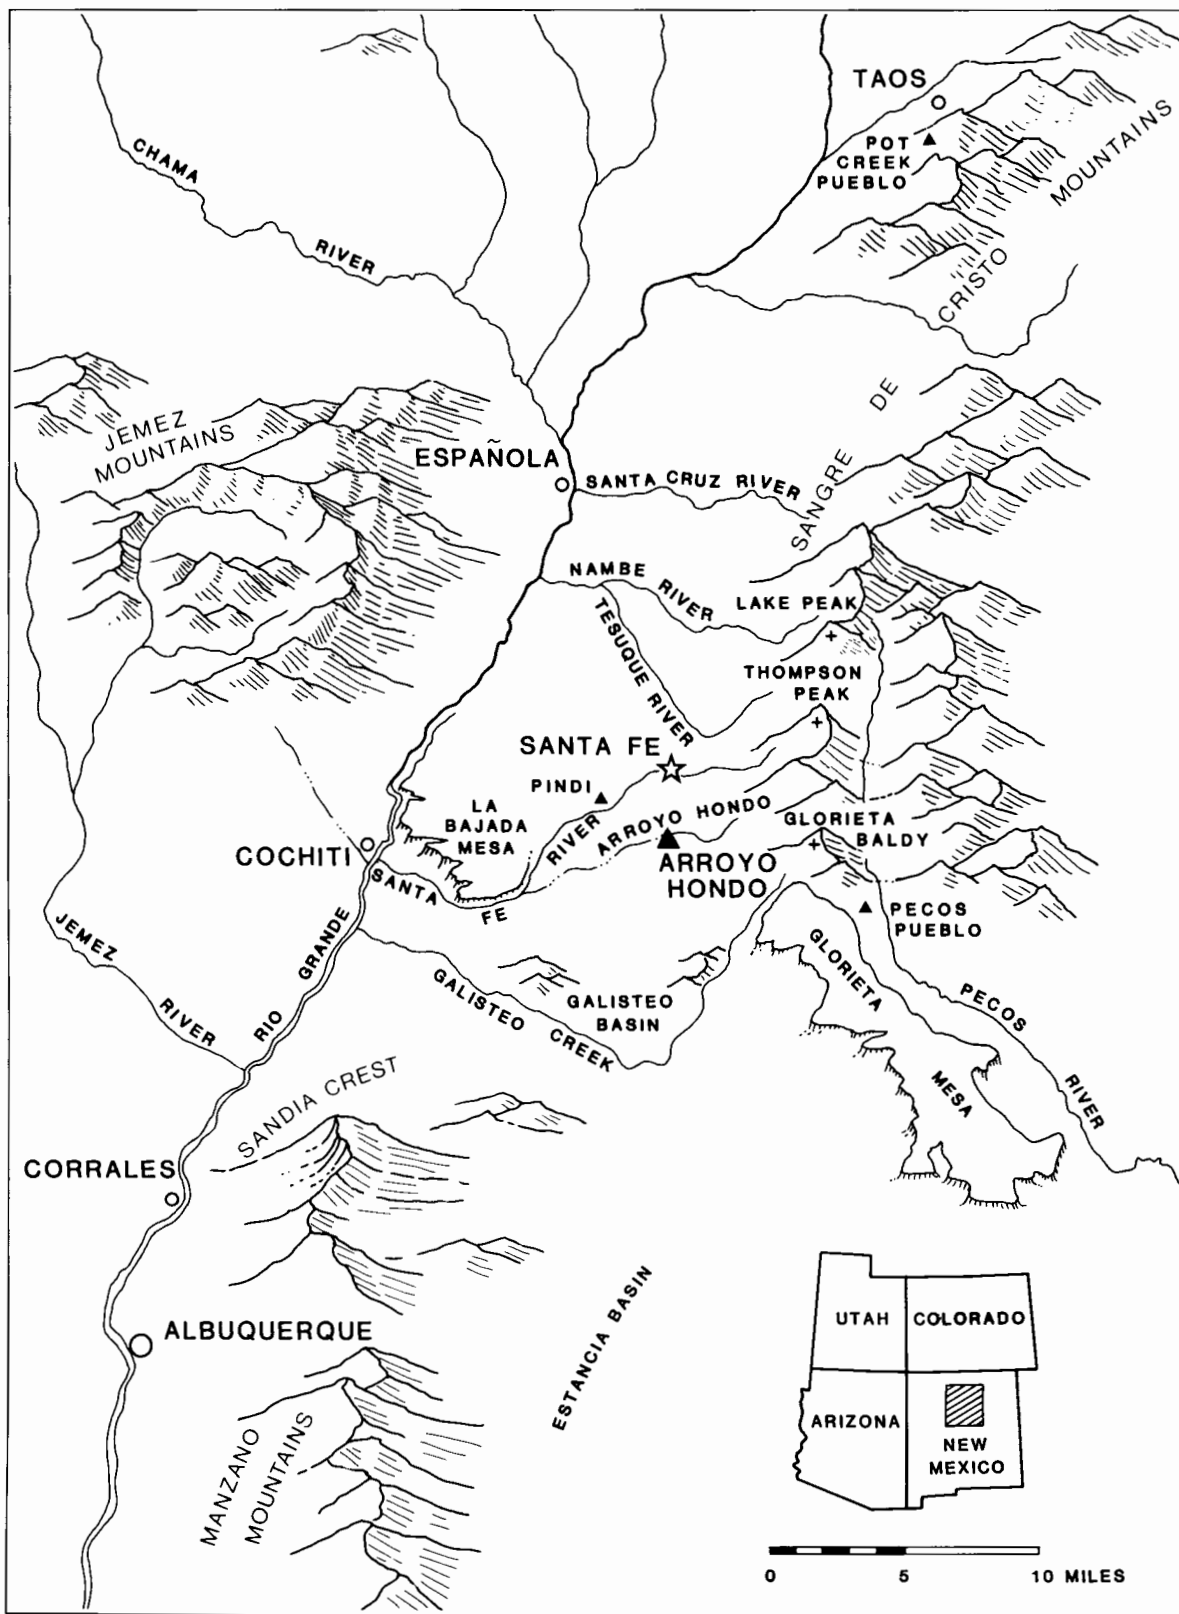 TAOS
POT
CREEK
PUEBLO
SANGRE DE CRISTO MOUNTAINS
CHAMA RIVER
JEMEZ
MOUNTAINS
ESPAÑOLA
SANTA CRUZ RIVER
NAMBE RIVER
LAKE PEAK
TESUQUE RIVER
THOMPSON
PEAK
SANTA FE
PINDI
LA
BAJADA
MESA
ARROYO HONDO
GLORIETA
BALDY
COCHITI
SANTA FE RIVER
ARROYO
HONDO
PECOS
PUEBLO
JEMEZ RIVER
RIO GRANDE
GALISTEO CREEK
GALISTEO
BASIN
GLORIETA MESA
PECOS RIVER
SANDIA CREST
CORRALES
ALBUQUERQUE
ESTANCIA BASIN
MANZANO
MOUNTAINS
UTAH
COLORADO
ARIZONA
NEW
MEXICO
0 5 10 MILES